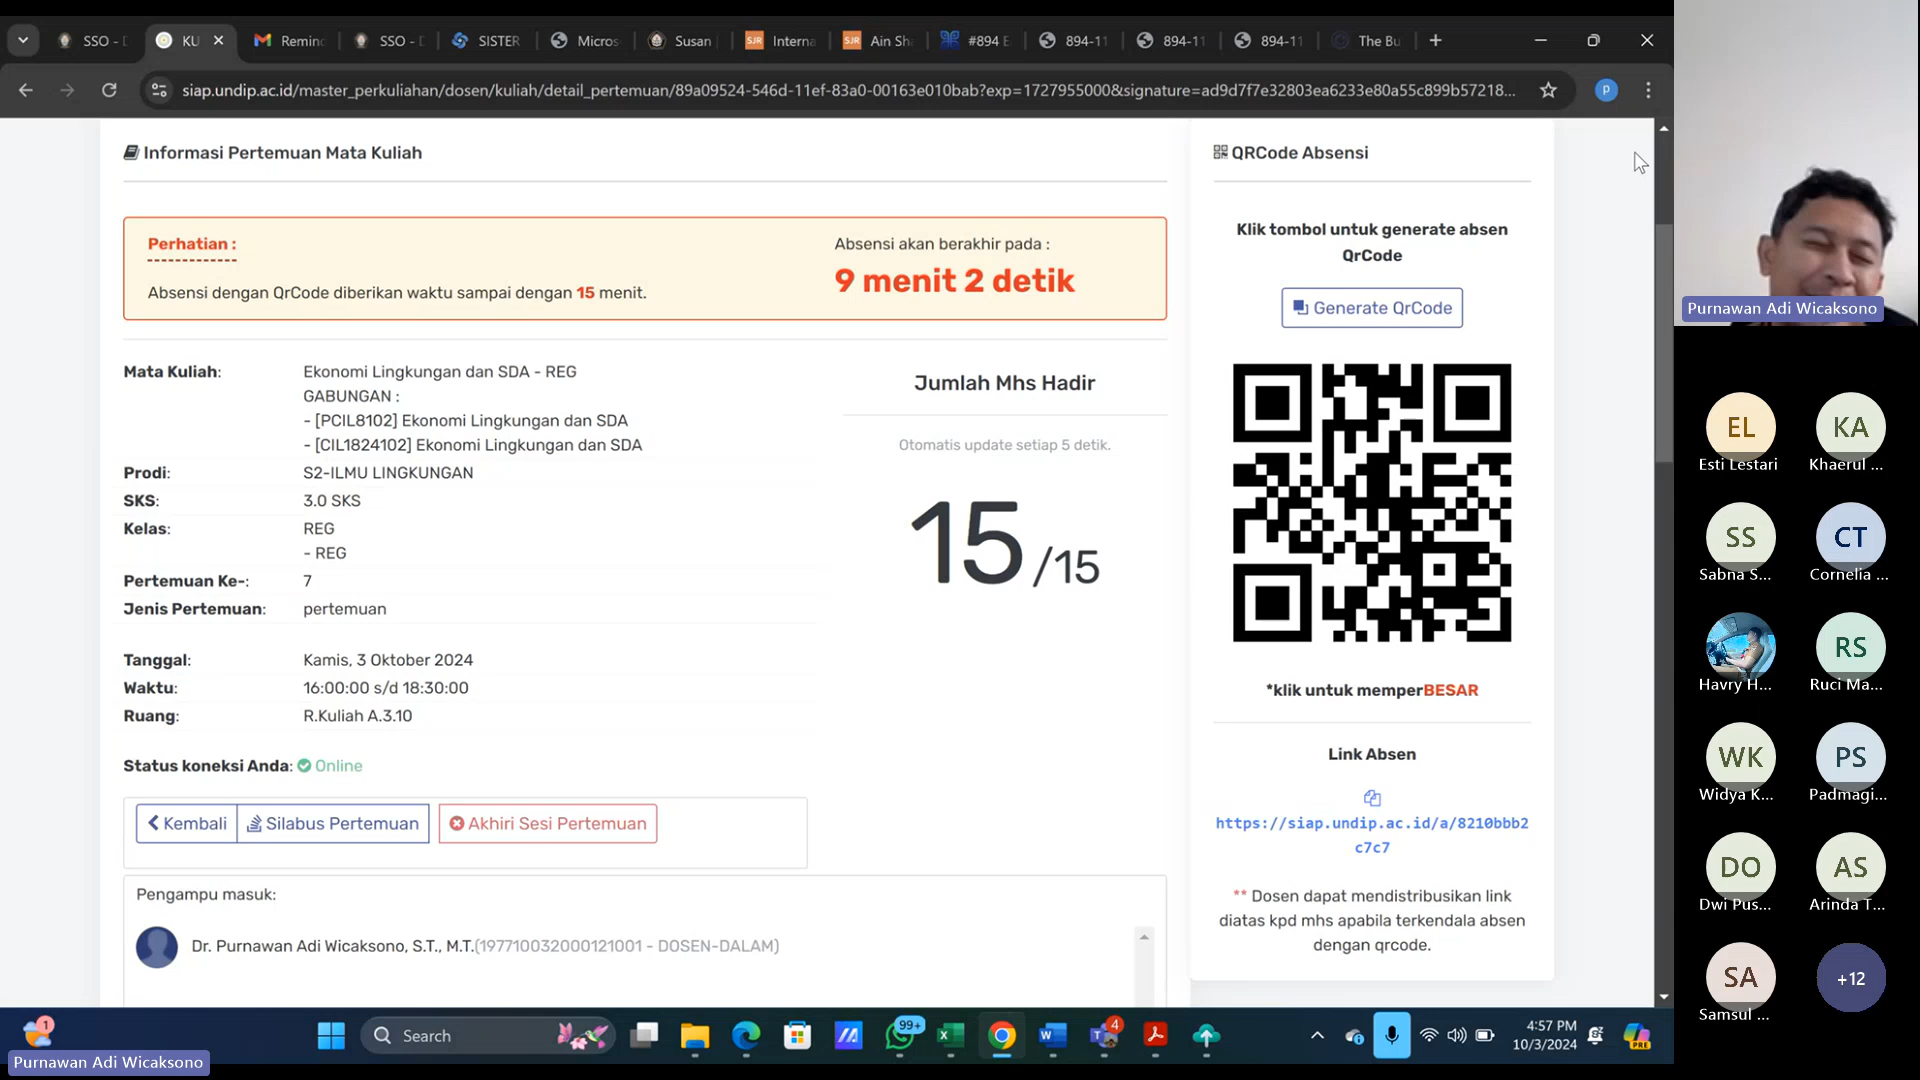 SSO - D
KU
Remind
SSO - D
SISTER
Micros
Susan
SJR
Interna
SJR
Ain Sha
#894 E
894-11
894-11
894-11
The Bu
siap.undip.ac.id/master_perkuliahan/dosen/kuliah/detail_pertemuan/89a09524-546d-11ef-83a0-00163e010bab?exp=1727955000&signature=ad9d7f7e32803ea6233e80a55c899b57218...
p
Informasi Pertemuan Mata Kuliah
Perhatian :
Absensi dengan QrCode diberikan waktu sampai dengan 15 menit.
Absensi akan berakhir pada :
9 menit 2 detik
Mata Kuliah: Ekonomi Lingkungan dan SDA - REG
GABUNGAN :
- [PCIL8102] Ekonomi Lingkungan dan SDA
- [CIL1824102] Ekonomi Lingkungan dan SDA
Prodi: S2-ILMU LINGKUNGAN
SKS: 3.0 SKS
Kelas: REG
- REG
Pertemuan Ke-: 7
Jenis Pertemuan: pertemuan
Tanggal: Kamis, 3 Oktober 2024
Waktu: 16:00:00 s/d 18:30:00
Ruang: R.Kuliah A.3.10
Status koneksi Anda: Online
Jumlah Mhs Hadir
Otomatis update setiap 5 detik.
15 /15
Kembali
Silabus Pertemuan
Akhiri Sesi Pertemuan
Pengampu masuk:
Dr. Purnawan Adi Wicaksono, S.T., M.T.(197710032000121001 - DOSEN-DALAM)
QRCode Absensi
Klik tombol untuk generate absen
QrCode
Generate QrCode
*klik untuk memperBESAR
Link Absen
https://siap.undip.ac.id/a/8210bbb2
c7c7
** Dosen dapat mendistribusikan link
diatas kpd mhs apabila terkendala absen
dengan qrcode.
Purnawan Adi Wicaksono
EL
Esti Lestari
KA
Khaerul ...
SS
Sabna S...
CT
Cornelia ...
Havry H...
RS
Ruci Ma...
WK
Widya K...
PS
Padmagi...
DO
Dwi Pus...
AS
Arinda T...
SA
Samsul ...
+12
1
Search
99+
4
4:57 PM
10/3/2024
PRE
Purnawan Adi Wicaksono